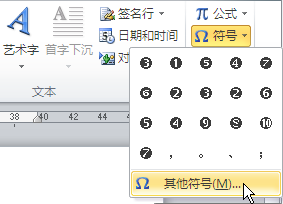 签名行
π 公式
艺术字
首字下沉
日期和时间
Ω 符号
对
文本
38
40
42
44
❸ ❶ ❺ ❹ ❼
❻ ❷ ❸ ❷ ❻
❺ ❹ ❾ ❾ ❿
❼ , 。 、 ;
Ω 其他符号(M)...